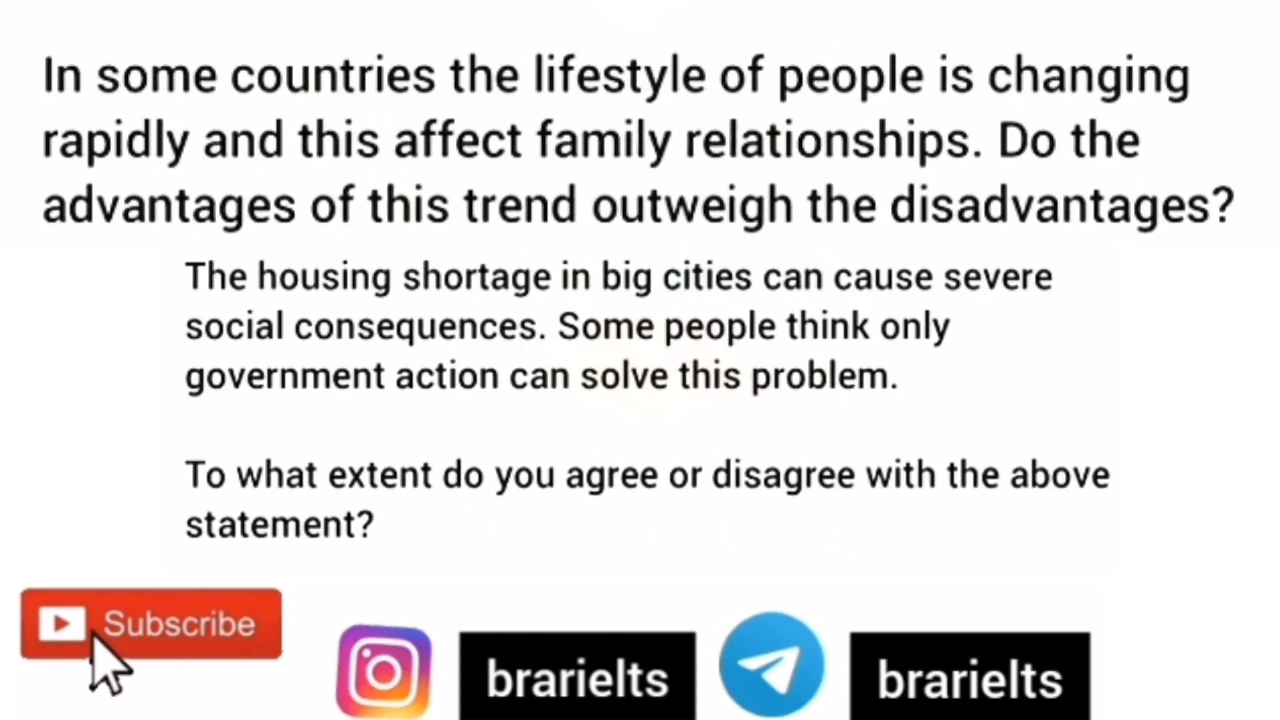 In some countries the lifestyle of people is changing
rapidly and this affect family relationships. Do the
advantages of this trend outweigh the disadvantages?
The housing shortage in big cities can cause severe
social consequences. Some people think only
government action can solve this problem.
To what extent do you agree or disagree with the above
statement?
Subscribe
brarielts
brarielts